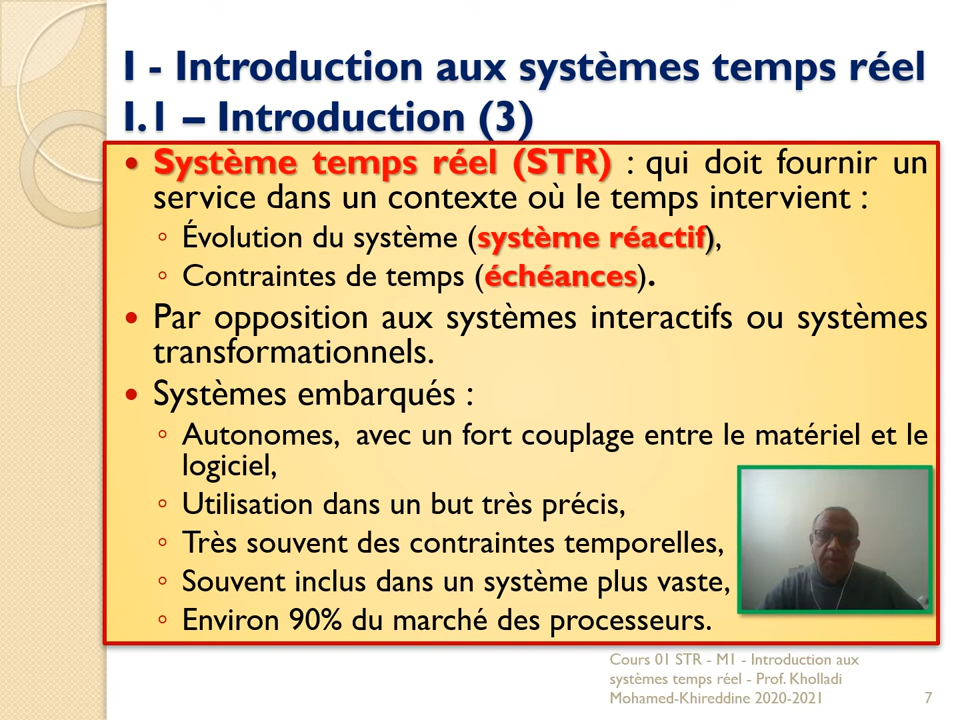 I - Introduction aux systèmes temps réel
I.1 – Introduction (3)
• Système temps réel (STR) : qui doit fournir un
service dans un contexte où le temps intervient :
◦ Évolution du système (système réactif),
◦ Contraintes de temps (échéances).
• Par opposition aux systèmes interactifs ou systèmes
transformationnels.
• Systèmes embarqués :
◦ Autonomes, avec un fort couplage entre le matériel et le
logiciel,
◦ Utilisation dans un but très précis,
◦ Très souvent des contraintes temporelles,
◦ Souvent inclus dans un système plus vaste,
◦ Environ 90% du marché des processeurs.
Cours 01 STR - M1 - Introduction aux
systèmes temps réel - Prof. Kholladi
Mohamed-Khireddine 2020-2021
7